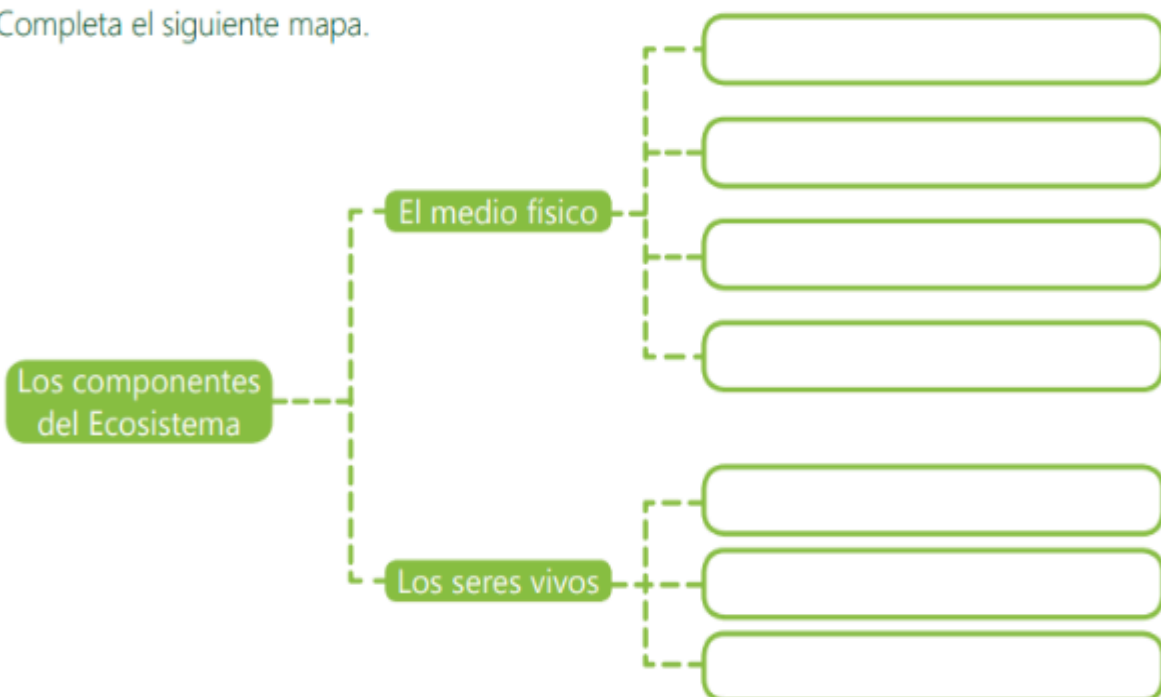 Completa el siguiente mapa.
El medio físico
Los componentes
del Ecosistema
Los seres vivos